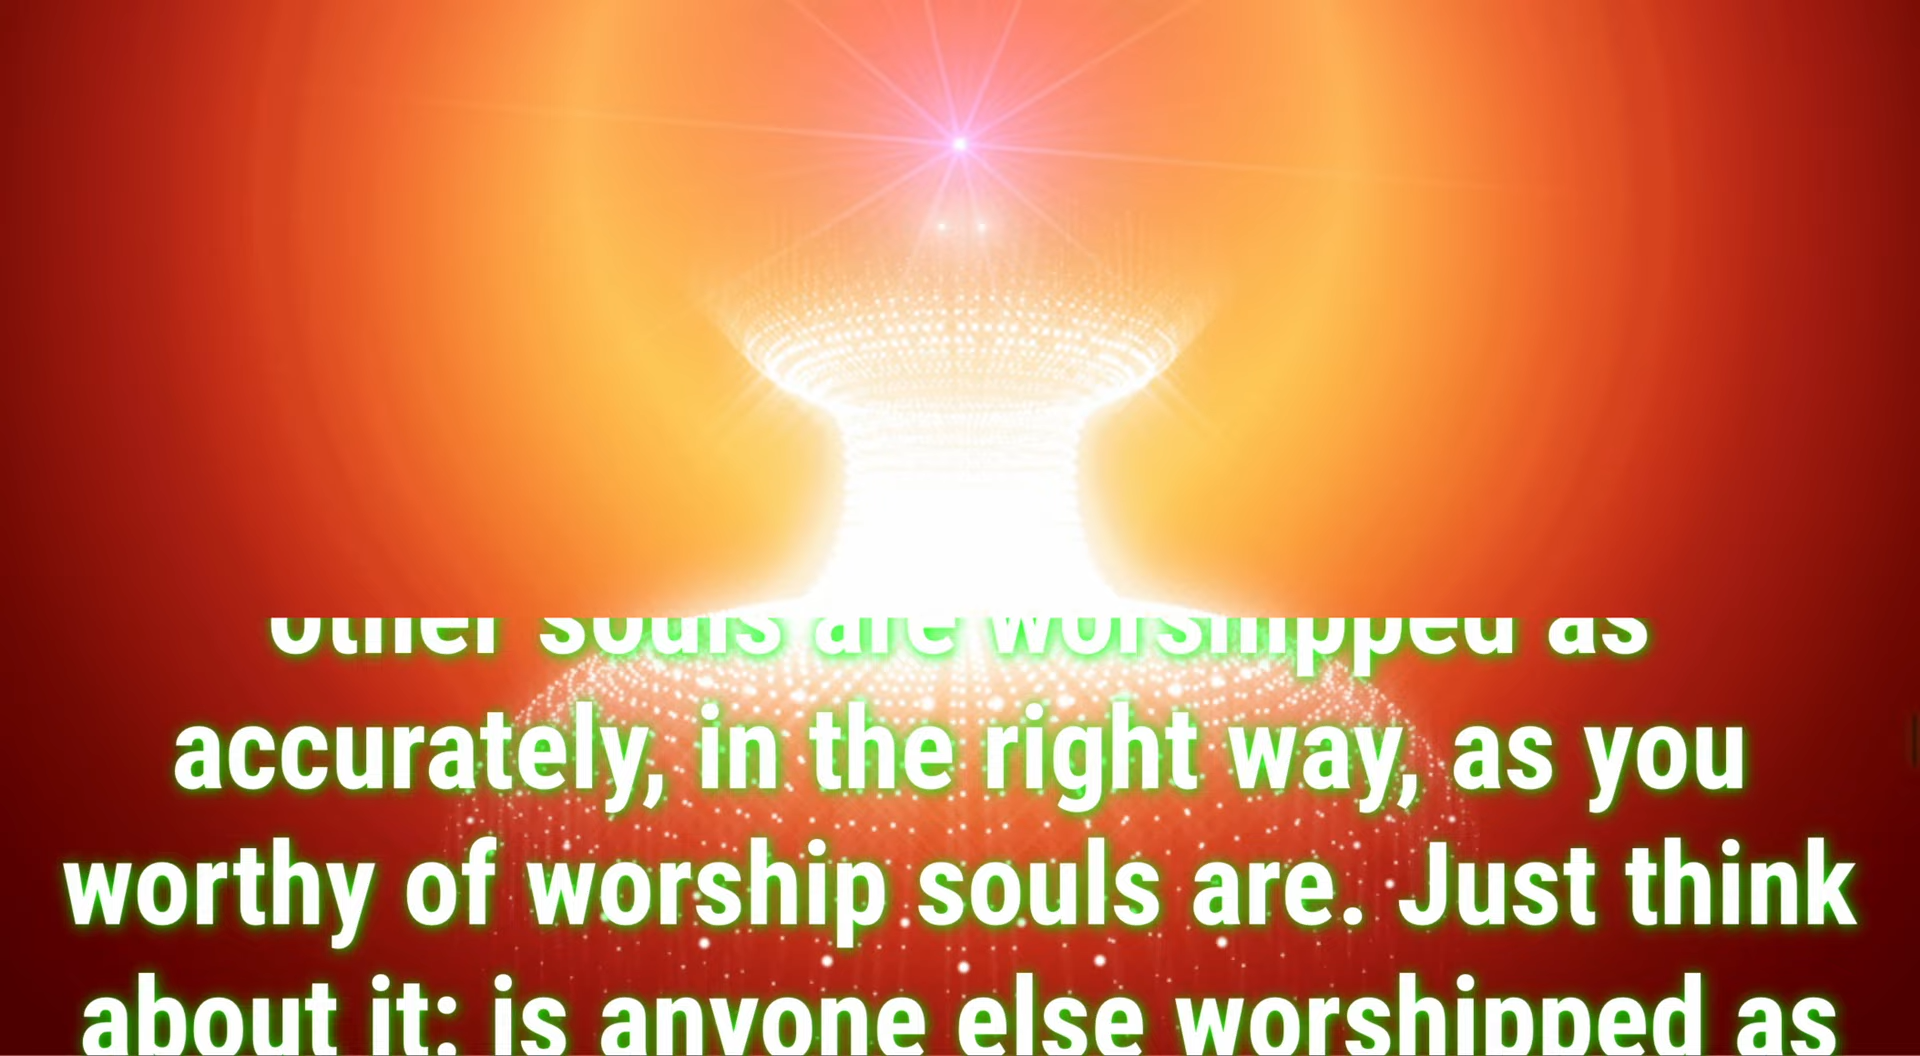 other souls are worshipped as
accurately, in the right way, as you
worthy of worship souls are. Just think
about it: is anyone else worshipped as